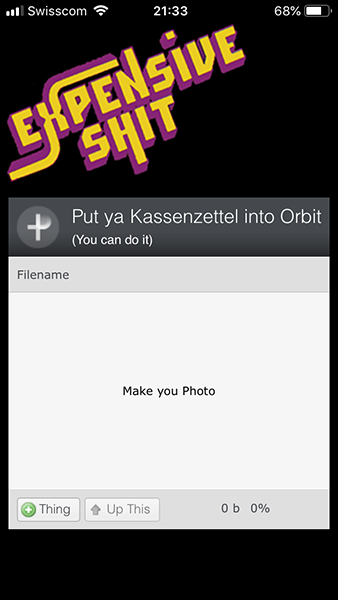 Swisscom 21:33 68%
EXPENSIVE
SHIT
Put ya Kassenzettel into Orbit
(You can do it)
Filename
Make you Photo
Thing Up This 0 b 0%